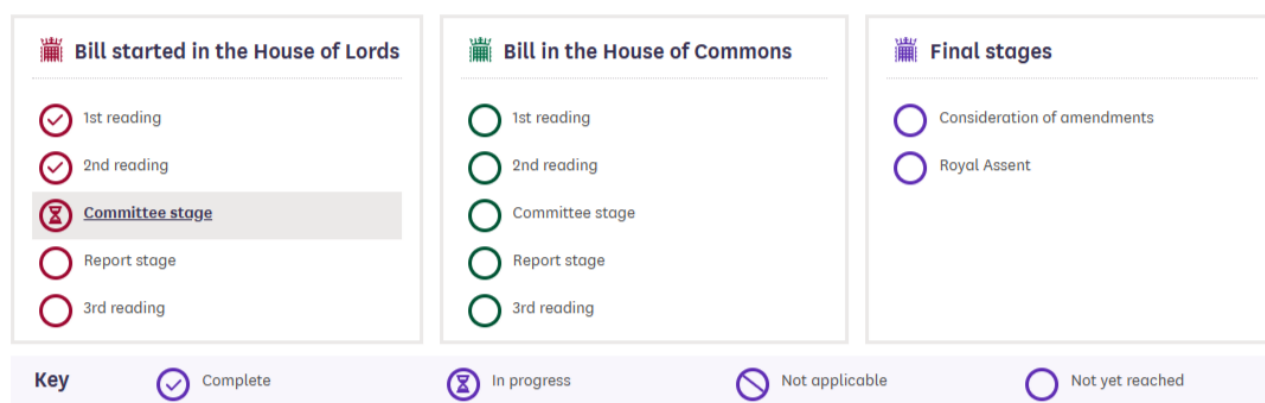 Bill started in the House of Lords
1st reading
2nd reading
Committee stage
Report stage
3rd reading
Bill in the House of Commons
1st reading
2nd reading
Committee stage
Report stage
3rd reading
Final stages
Consideration of amendments
Royal Assent
Key
Complete
In progress
Not applicable
Not yet reached